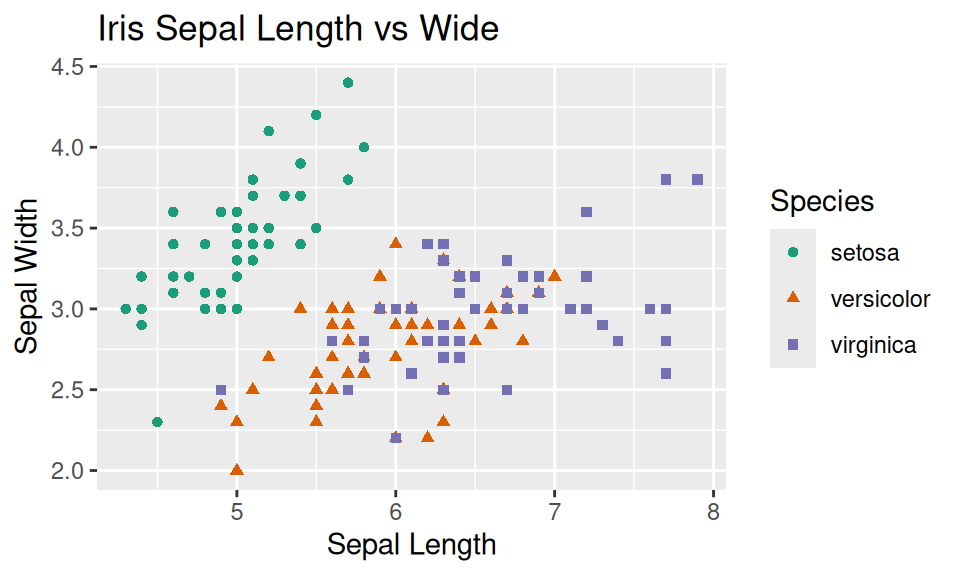 Iris Sepal Length vs Wide
4.5
4.0
3.5
3.0
2.5
2.0
Sepal Width
5 6 7 8
Sepal Length
Species
setosa
versicolor
virginica